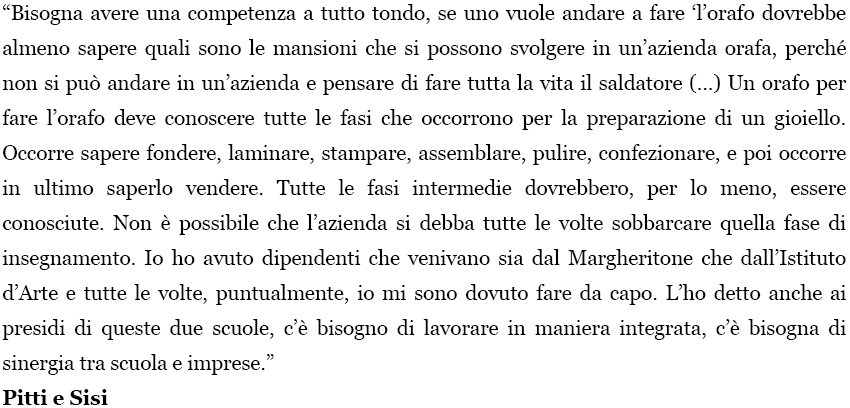 “Bisogna avere una competenza a tutto tondo, se uno vuole andare a fare ‘l’orafo dovrebbe
almeno sapere quali sono le mansioni che si possono svolgere in un’azienda orafa, perché
non si può andare in un’azienda e pensare di fare tutta la vita il saldatore (…) Un orafo per
fare l’orafo deve conoscere tutte le fasi che occorrono per la preparazione di un gioiello.
Occorre sapere fondere, laminare, stampare, assemblare, pulire, confezionare, e poi occorre
in ultimo saperlo vendere. Tutte le fasi intermedie dovrebbero, per lo meno, essere
conosciute. Non è possibile che l’azienda si debba tutte le volte sobbarcare quella fase di
insegnamento. Io ho avuto dipendenti che venivano sia dal Margheritone che dall’Istituto
d’Arte e tutte le volte, puntualmente, io mi sono dovuto fare da capo. L’ho detto anche ai
presidi di queste due scuole, c’è bisogno di lavorare in maniera integrata, c’è bisogna di
sinergia tra scuola e imprese.”
Pitti e Sisi